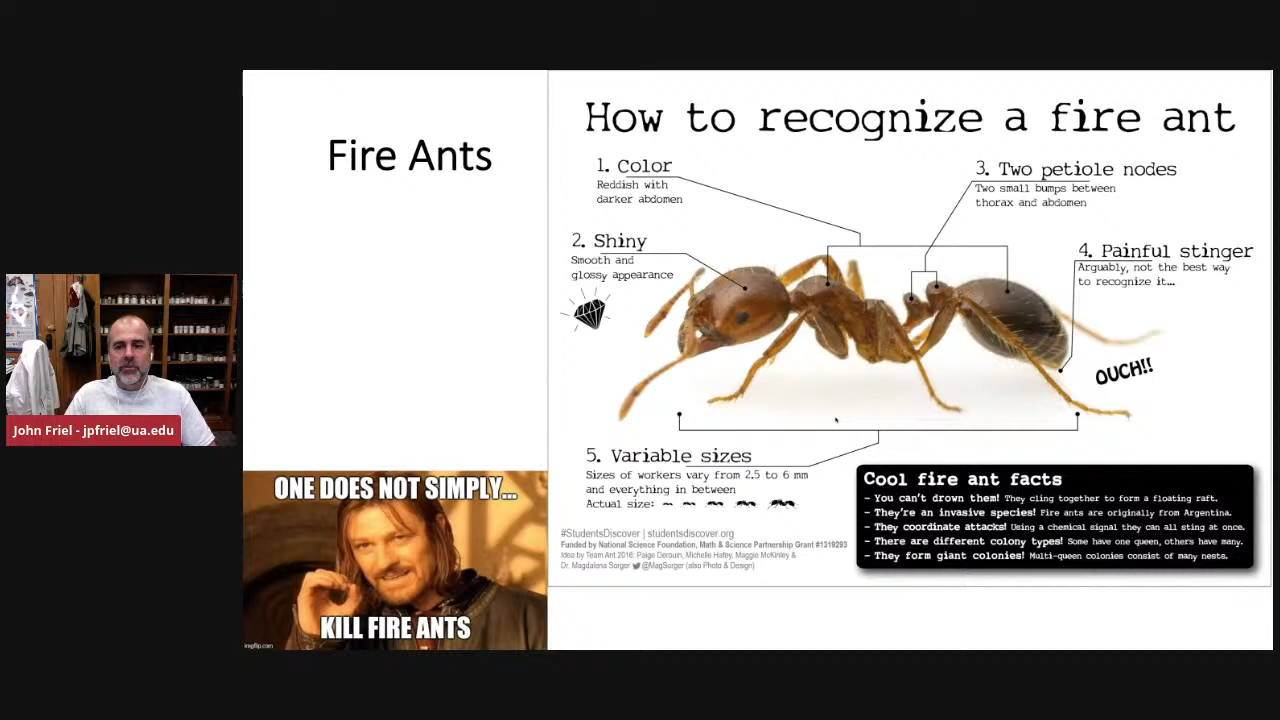 Fire Ants
How to recognize a fire ant
1. Color
Reddish with
darker abdomen
2. Shiny
Smooth and
glossy appearance
3. Two petiole nodes
Two small bumps between
thorax and abdomen
4. Painful stinger
Arguably, not the best way
to recognize it...
OUCH!!
5. Variable sizes
Sizes of workers vary from 2.5 to 6 mm
and everything in between
Actual size:
Cool fire ant facts
– You can't drown them! They cling together to form a floating raft.
– They're an invasive species! Fire ants are originally from Argentina.
– They coordinate attacks! Using a chemical signal they can all sting at once.
– There are different colony types! Some have one queen, others have many.
– They form giant colonies! Multi-queen colonies consist of many nests.
#StudentsDiscover | studentsdiscover.org
Funded by National Science Foundation, Math & Science Partnership Grant #1319293
Idea by Team Ant 2016: Paige Derouin, Michelle Hafey, Maggie McKinley &
Dr. Magdalena Sorger @MagSorger (also Photo & Design)
John Friel - jpfriel@ua.edu
ONE DOES NOT SIMPLY...
KILL FIRE ANTS
imgflip.com